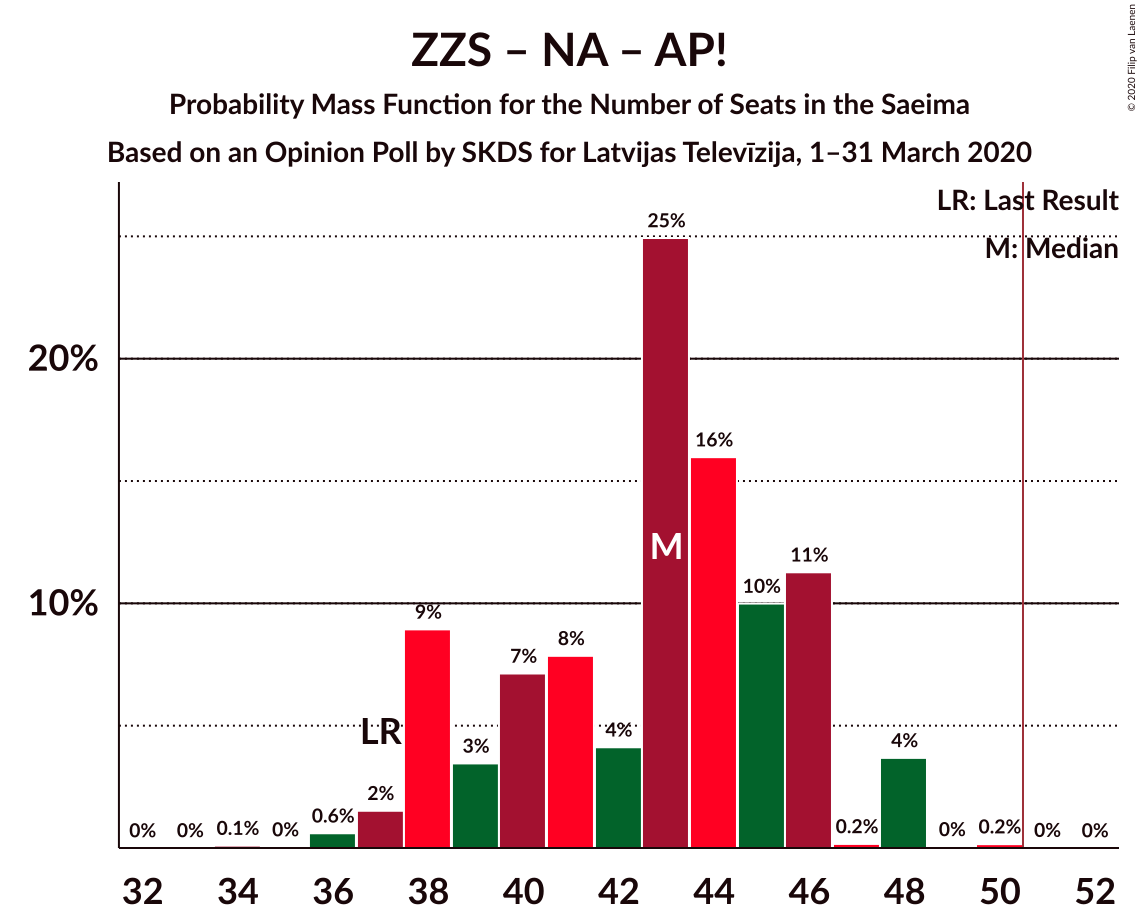 ZZS – NA – AP!
Probability Mass Function for the Number of Seats in the Saeima
Based on an Opinion Poll by SKDS for Latvijas Televīzija, 1–31 March 2020
© 2020 Filip van Laenen
LR: Last Result
M: Median
20%
10%
0%
0%
0.1%
0%
0.6%
2%
9%
3%
7%
8%
4%
25%
16%
10%
11%
0.2%
4%
0%
0.2%
0%
0%
LR
M
32 34 36 38 40 42 44 46 48 50 52